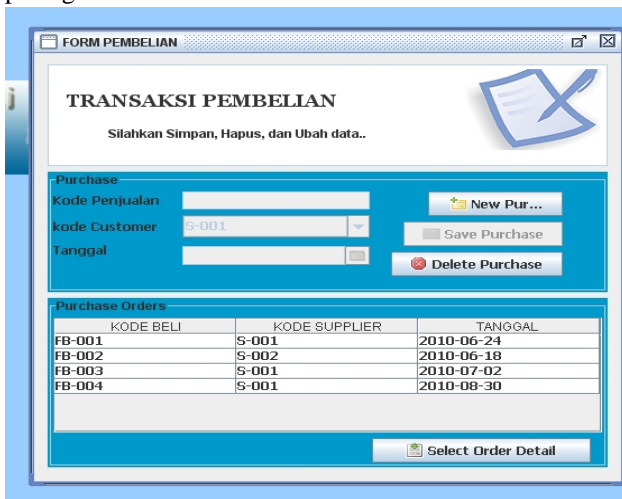 FORM PEMBELIAN
TRANSAKSI PEMBELIAN
Silahkan Simpan, Hapus, dan Ubah data..
Purchase
Kode Penjualan
New Pur...
kode Customer S-001
Save Purchase
Tanggal
Delete Purchase
Purchase Orders
KODE BELI KODE SUPPLIER TANGGAL
FB-001 S-001 2010-06-24
FB-002 S-002 2010-06-18
FB-003 S-001 2010-07-02
FB-004 S-001 2010-08-30
Select Order Detail